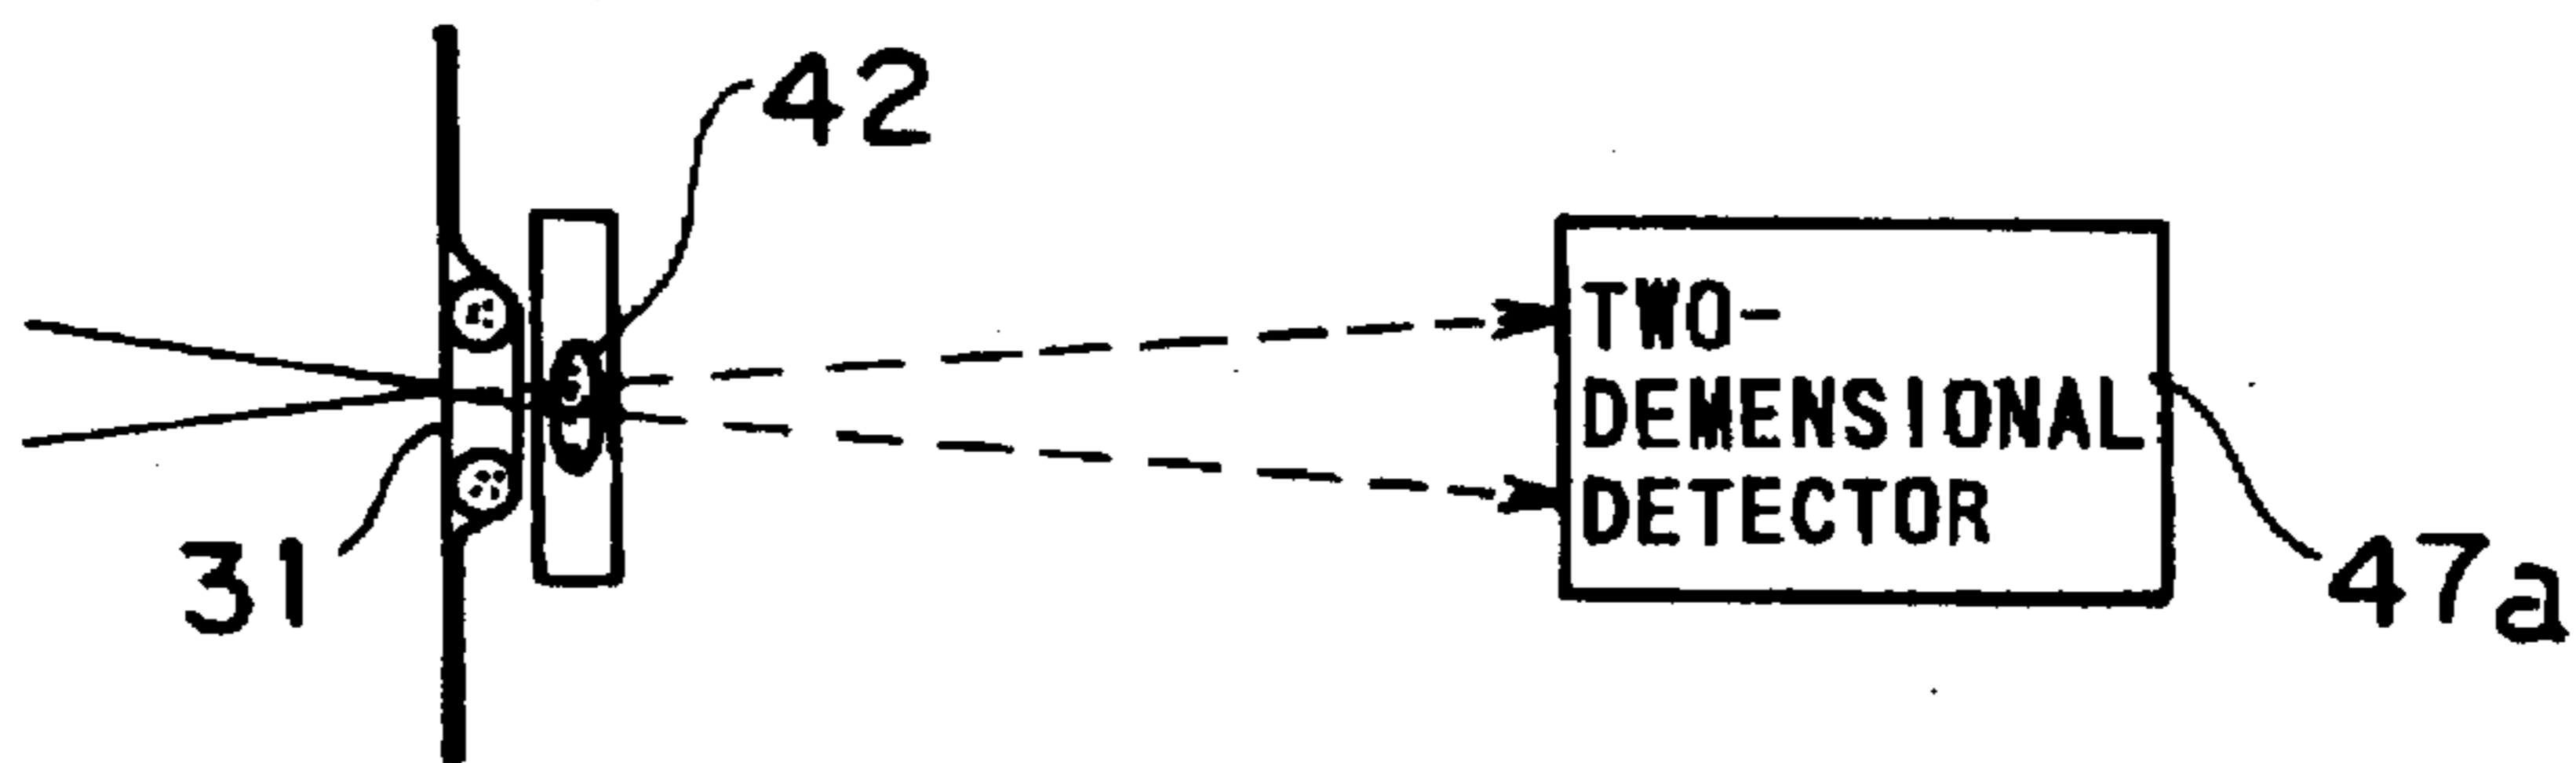 42
TWO-
DEMENSIONAL
DETECTOR
31
47a